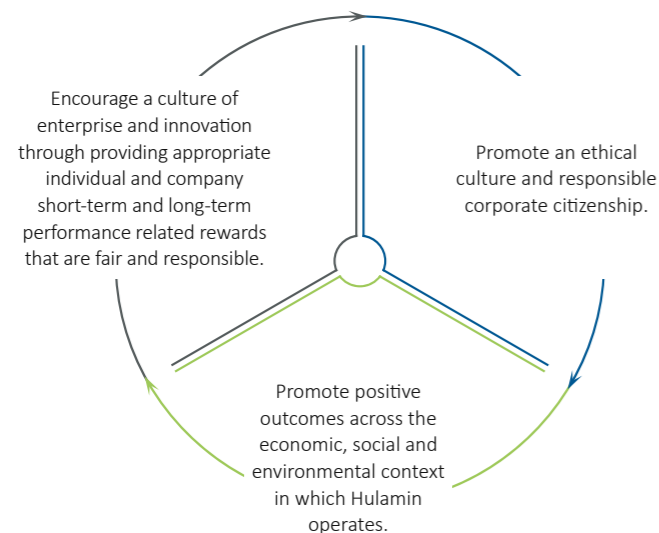 Encourage a culture of
enterprise and innovation
through providing appropriate
individual and company
short-term and long-term
performance related rewards
that are fair and responsible.
Promote an ethical
culture and responsible
corporate citizenship.
Promote positive
outcomes across the
economic, social and
environmental context
in which Hulamin
operates.